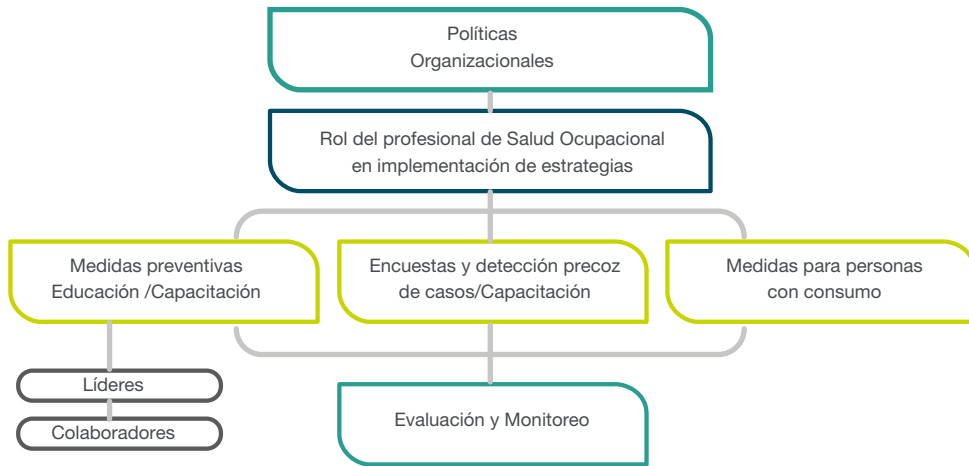 Políticas
Organizacionales
Rol del profesional de Salud Ocupacional
en implementación de estrategias
Medidas preventivas
Educación /Capacitación
Encuestas y detección precoz
de casos/Capacitación
Medidas para personas
con consumo
Líderes
Colaboradores
Evaluación y Monitoreo